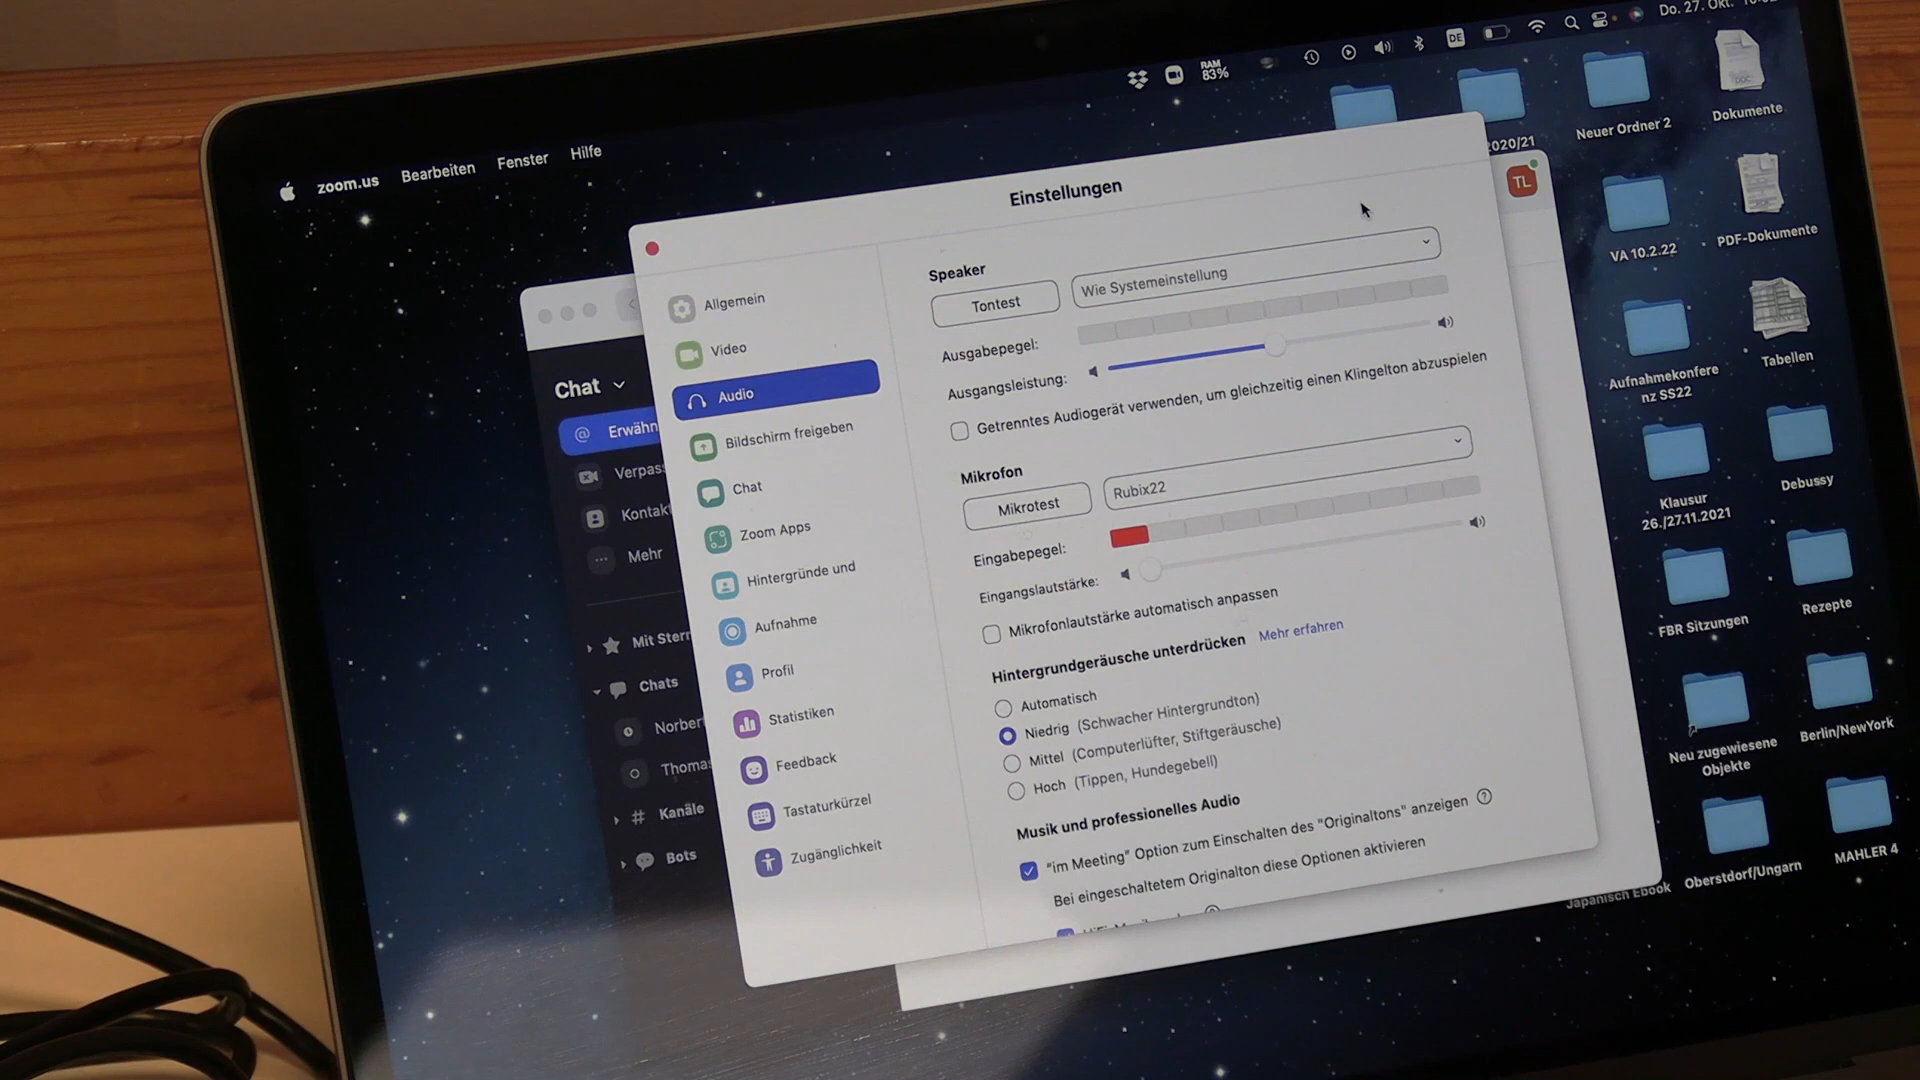 zoom.us Bearbeiten Fenster Hilfe
RAM
83%
DE
Do. 27. Okt.
Einstellungen
Allgemein
Video
Audio
Bildschirm freigeben
Chat
Zoom Apps
Hintergründe und
Aufnahme
Profil
Statistiken
Feedback
Tastaturkürzel
Zugänglichkeit
Speaker
Tontest
Wie Systemeinstellung
Ausgabepegel:
Ausgangsleistung:
Getrenntes Audiogerät verwenden, um gleichzeitig einen Klingelton abzuspielen
Mikrofon
Mikrotest
Rubix22
Eingabepegel:
Eingangslautstärke:
Mikrofonlautstärke automatisch anpassen
Hintergrundgeräusche unterdrücken Mehr erfahren
Automatisch
Niedrig (Schwacher Hintergrundton)
Mittel (Computerlüfter, Stiftgeräusche)
Hoch (Tippen, Hundegebell)
Musik und professionelles Audio
"im Meeting" Option zum Einschalten des "Originaltons" anzeigen ?
Bei eingeschaltetem Originalton diese Optionen aktivieren
Chat
@ Erwähn
Verpass
Kontak
Mehr
Mit Stern
Chats
Norber
Thomas
# Kanäle
Bots
TL
2020/21
Neuer Ordner 2
DOC
Dokumente
VA 10.2.22
PDF-Dokumente
Aufnahmekonfere
nz SS22
Tabellen
Klausur
26./27.11.2021
Debussy
FBR Sitzungen
Rezepte
Neu zugewiesene
Objekte
Berlin/NewYork
Japanisch Ebook
Oberstdorf/Ungarn
MAHLER 4